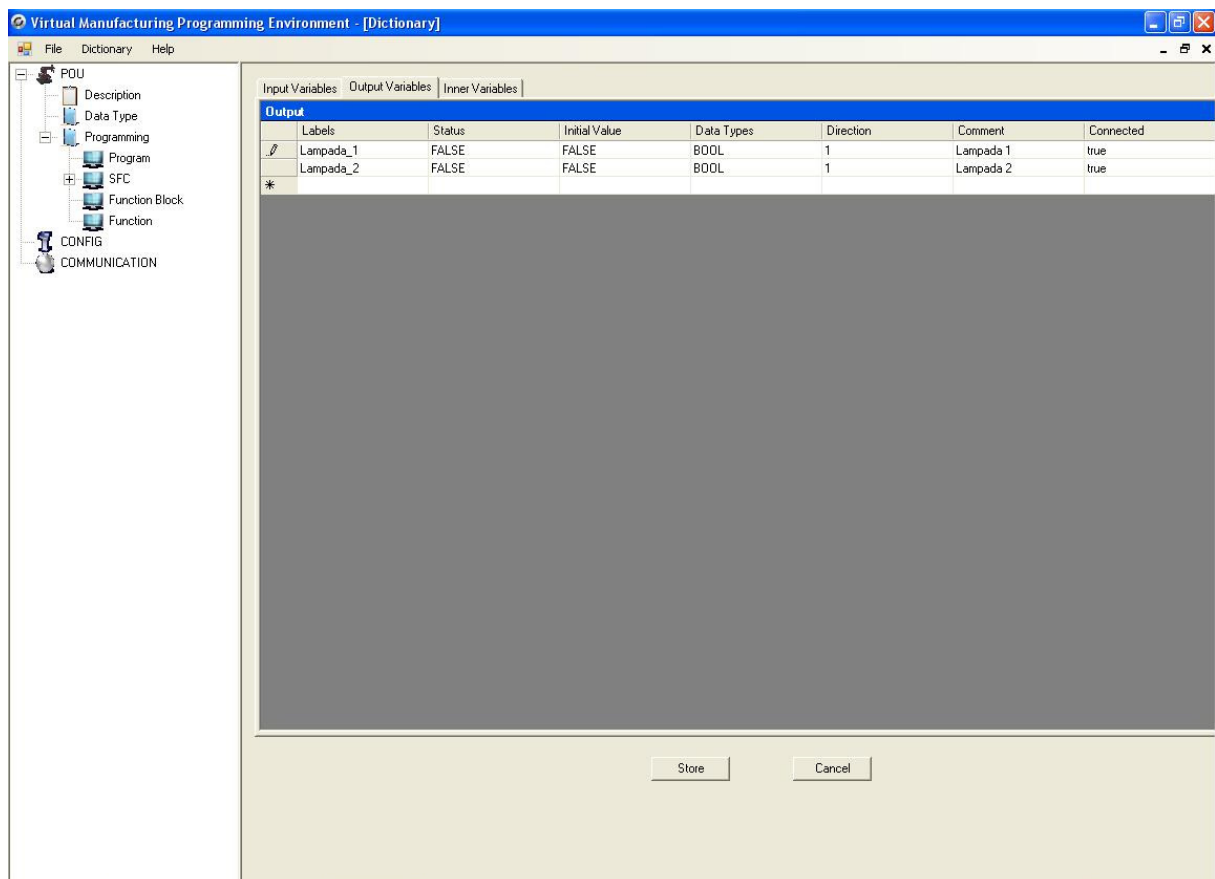 Virtual Manufacturing Programming Environment - [Dictionary]
File Dictionary Help
POU
Description
Data Type
Programming
Program
SFC
Function Block
Function
CONFIG
COMMUNICATION
Input Variables Output Variables Inner Variables
Output
Labels Status Initial Value Data Types Direction Comment Connected
Lampada_1 FALSE FALSE BOOL 1 Lampada 1 true
Lampada_2 FALSE FALSE BOOL 1 Lampada 2 true
Store Cancel